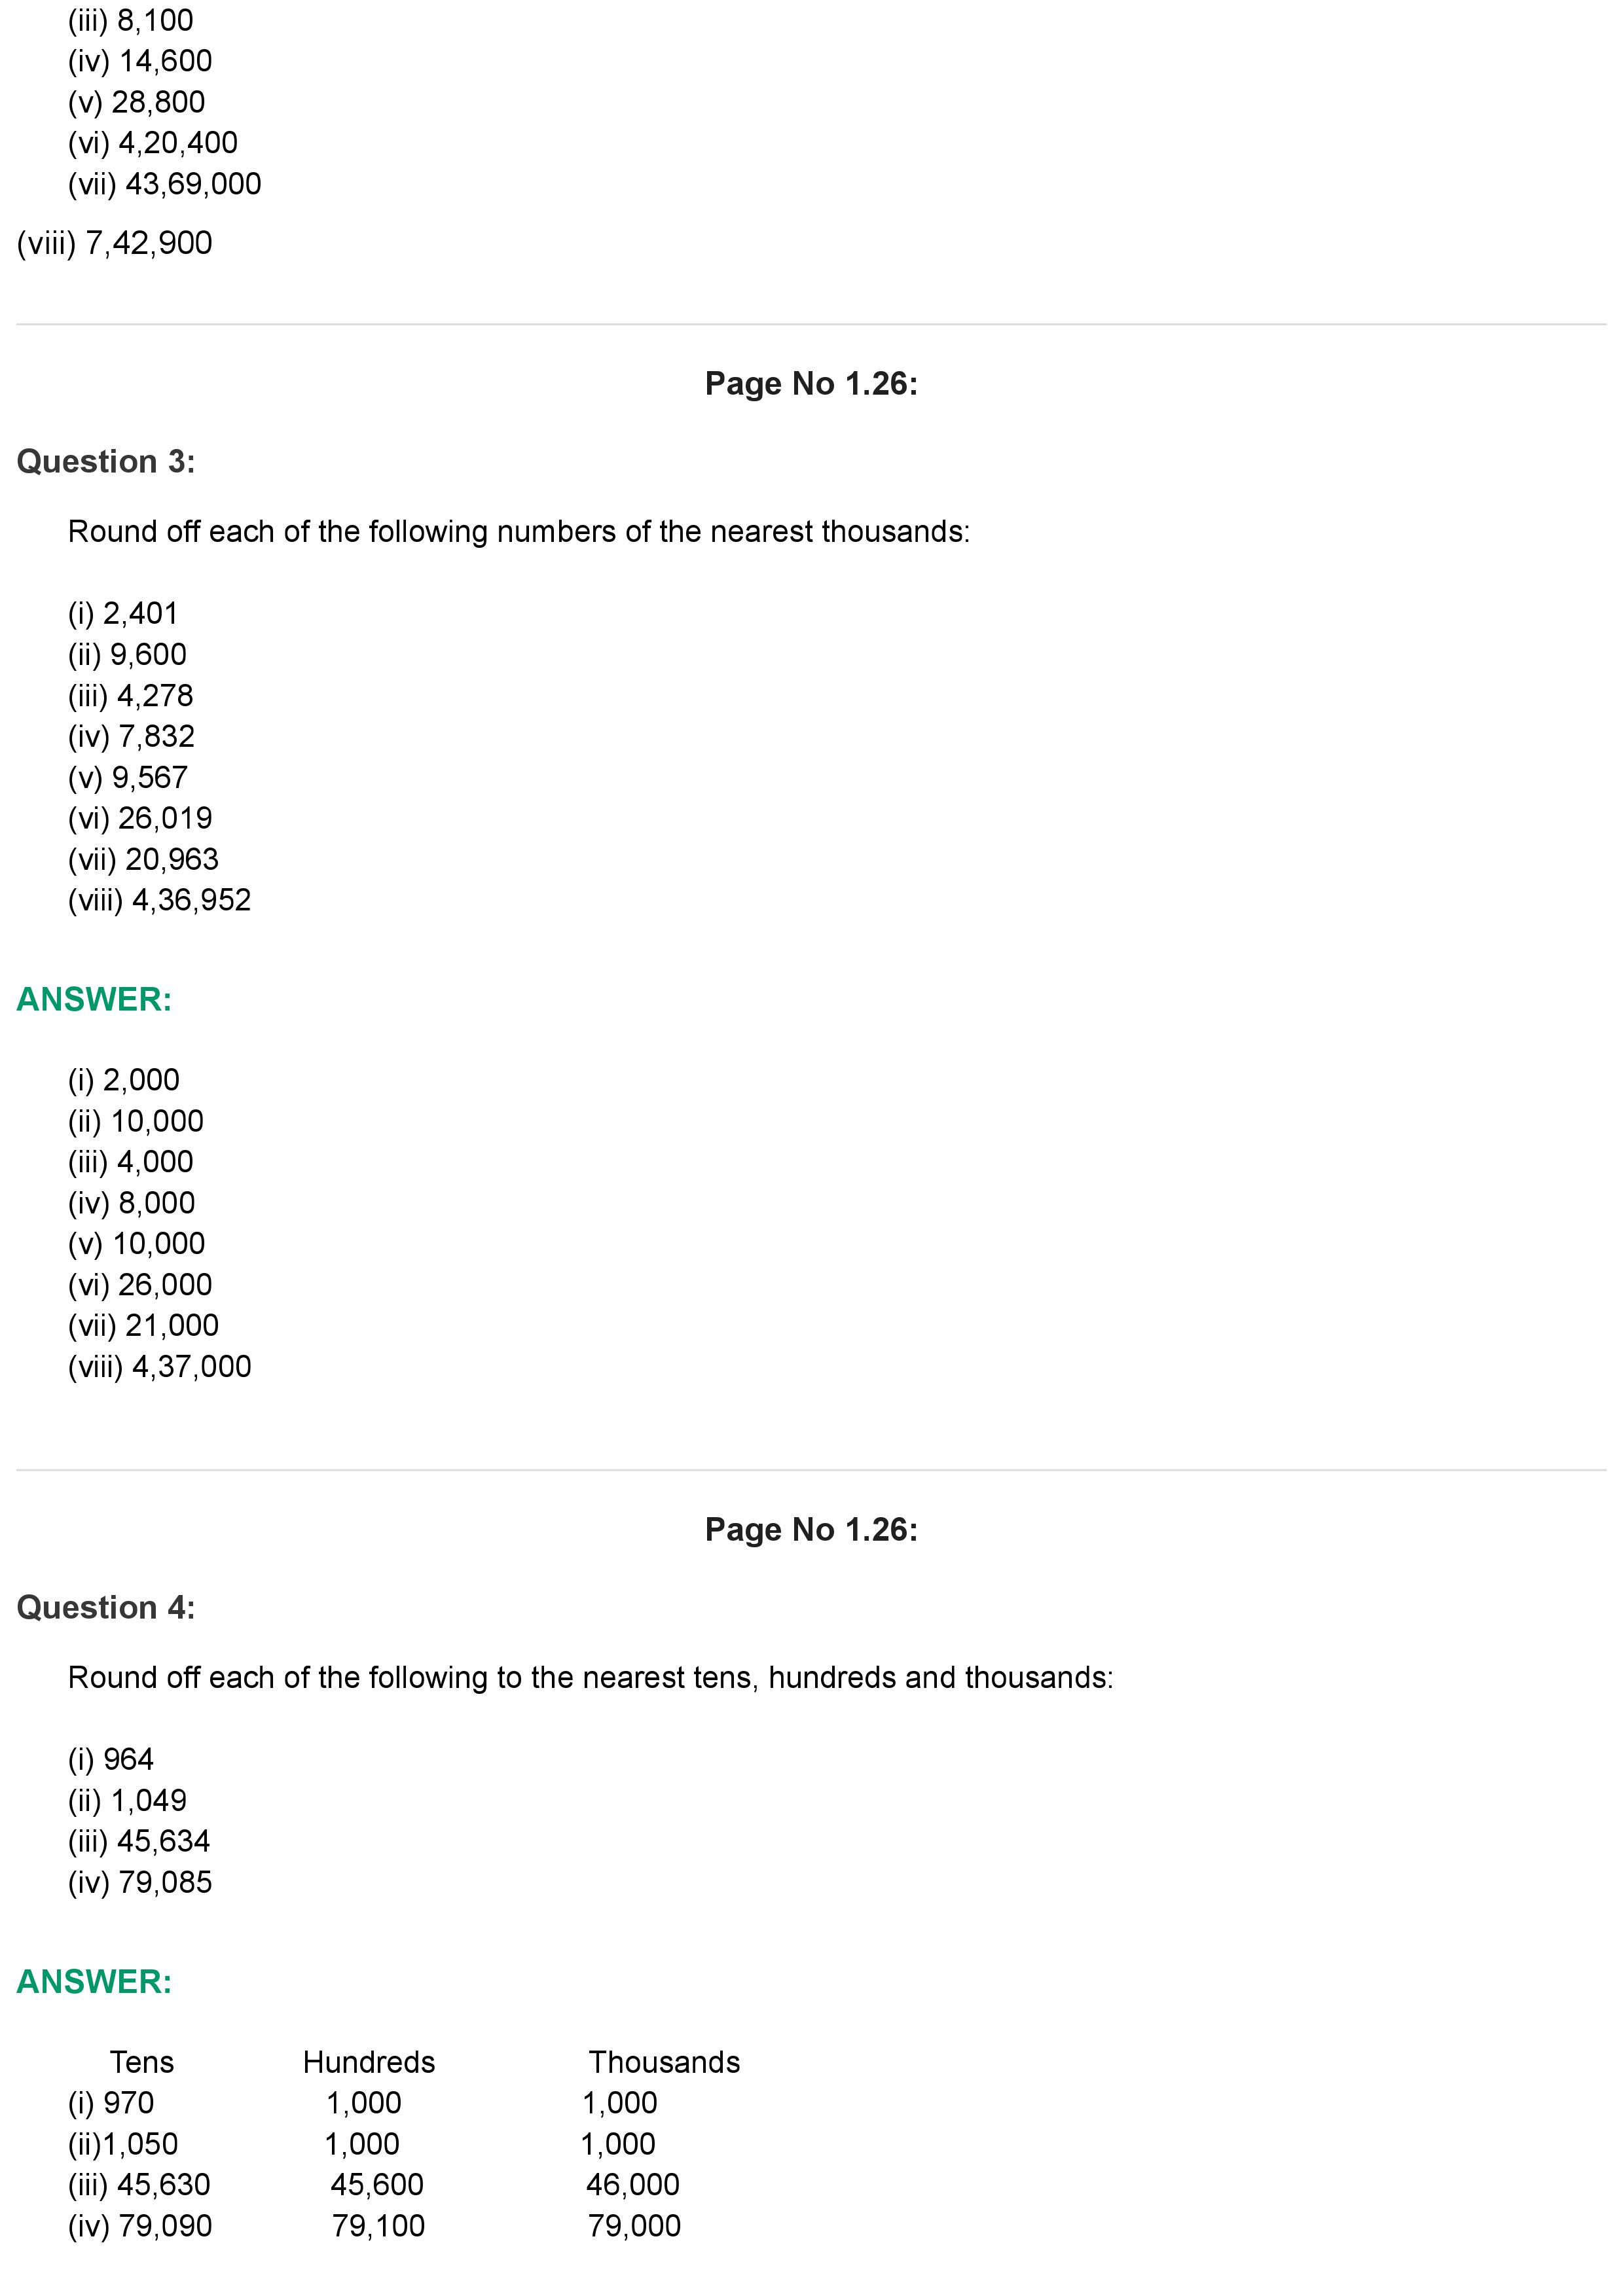 (iii) 8,100
(iv) 14,600
(v) 28,800
(vi) 4,20,400
(vii) 43,69,000
(viii) 7,42,900
Page No 1.26:
Question 3:
Round off each of the following numbers of the nearest thousands:
(i) 2,401
(ii) 9,600
(iii) 4,278
(iv) 7,832
(v) 9,567
(vi) 26,019
(vii) 20,963
(viii) 4,36,952
ANSWER:
(i) 2,000
(ii) 10,000
(iii) 4,000
(iv) 8,000
(v) 10,000
(vi) 26,000
(vii) 21,000
(viii) 4,37,000
Page No 1.26:
Question 4:
Round off each of the following to the nearest tens, hundreds and thousands:
(i) 964
(ii) 1,049
(iii) 45,634
(iv) 79,085
ANSWER:
Tens Hundreds Thousands
(i) 970 1,000 1,000
(ii)1,050 1,000 1,000
(iii) 45,630 45,600 46,000
(iv) 79,090 79,100 79,000